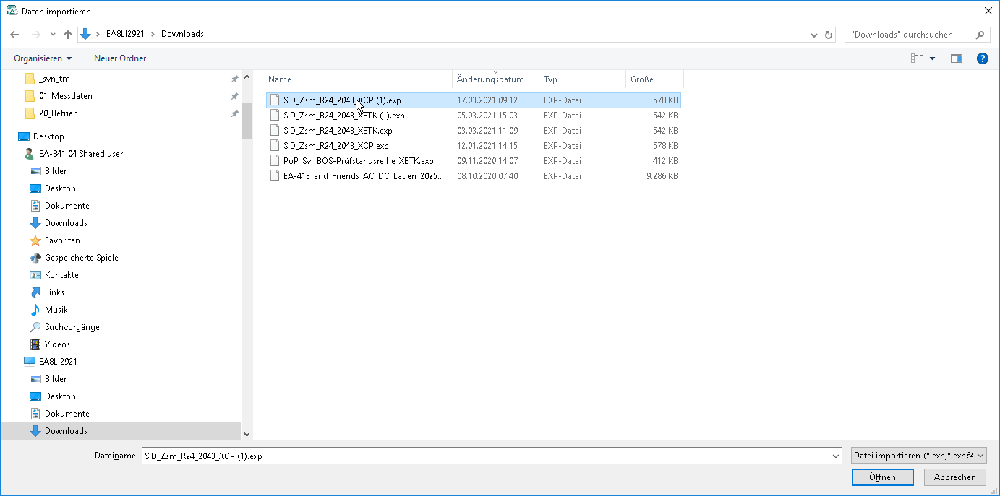 Daten importieren
EA8LI2921 Downloads
"Downloads" durchsuchen
Organisieren Neuer Ordner
_svn_tm
01_Messdaten
20_Betrieb
Desktop
EA-841 04 Shared user
Bilder
Desktop
Dokumente
Downloads
Favoriten
Gespeicherte Spiele
Kontakte
Links
Musik
Suchvorgänge
Videos
EA8LI2921
Bilder
Desktop
Dokumente
Downloads
Name Änderungsdatum Typ Größe
SID_Zsm_R24_2043_XCP (1).exp 17.03.2021 09:12 EXP-Datei 578 KB
SID_Zsm_R24_2043_XETK (1).exp 05.03.2021 15:03 EXP-Datei 542 KB
SID_Zsm_R24_2043_XETK.exp 03.03.2021 11:09 EXP-Datei 542 KB
SID_Zsm_R24_2043_XCP.exp 12.01.2021 14:15 EXP-Datei 578 KB
PoP_Svl_BOS-Prüfstandsreihe_XETK.exp 09.11.2020 14:07 EXP-Datei 412 KB
EA-413_and_Friends_AC_DC_Laden_2025... 08.10.2020 07:40 EXP-Datei 9.286 KB
Dateiname: SID_Zsm_R24_2043_XCP (1).exp
Datei importieren (*.exp;*.exp64
Öffnen Abbrechen